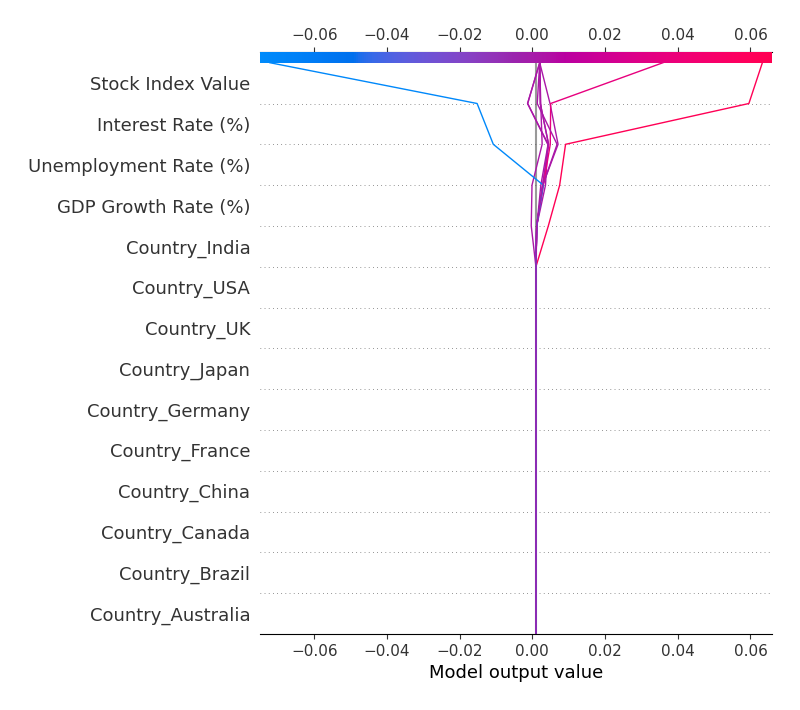 −0.06 −0.04 −0.02 0.00 0.02 0.04 0.06
Stock Index Value
Interest Rate (%)
Unemployment Rate (%)
GDP Growth Rate (%)
Country_India
Country_USA
Country_UK
Country_Japan
Country_Germany
Country_France
Country_China
Country_Canada
Country_Brazil
Country_Australia
−0.06 −0.04 −0.02 0.00 0.02 0.04 0.06
Model output value